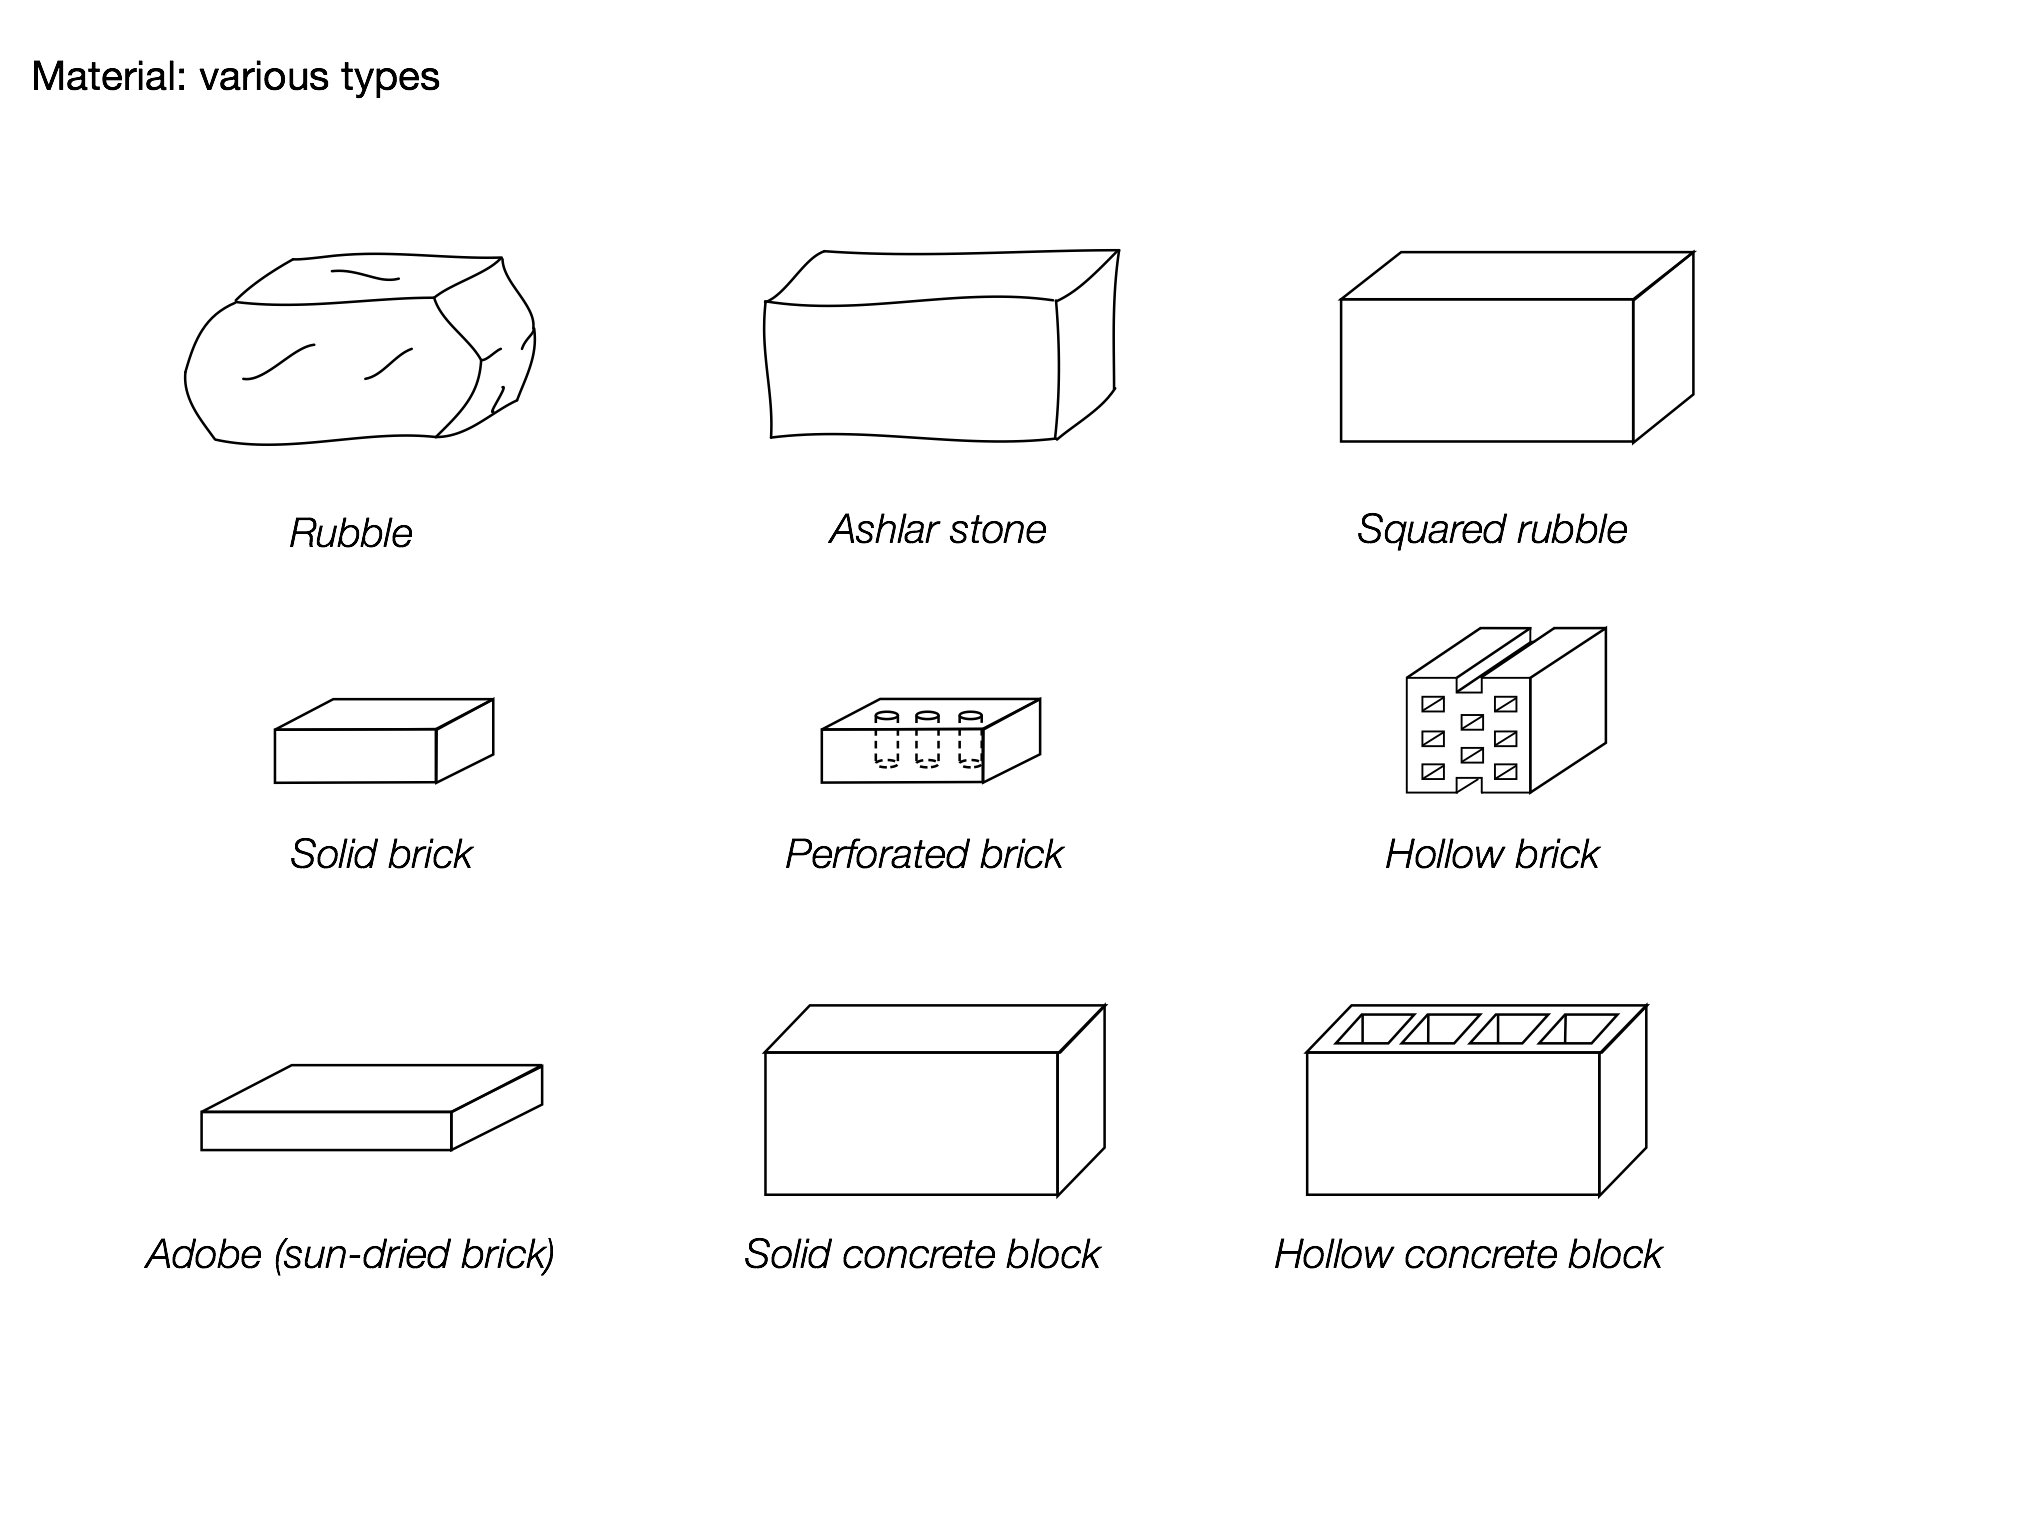 Material: various types
Rubble
Ashlar stone
Squared rubble
Solid brick
Perforated brick
Hollow brick
Adobe (sun-dried brick)
Solid concrete block
Hollow concrete block